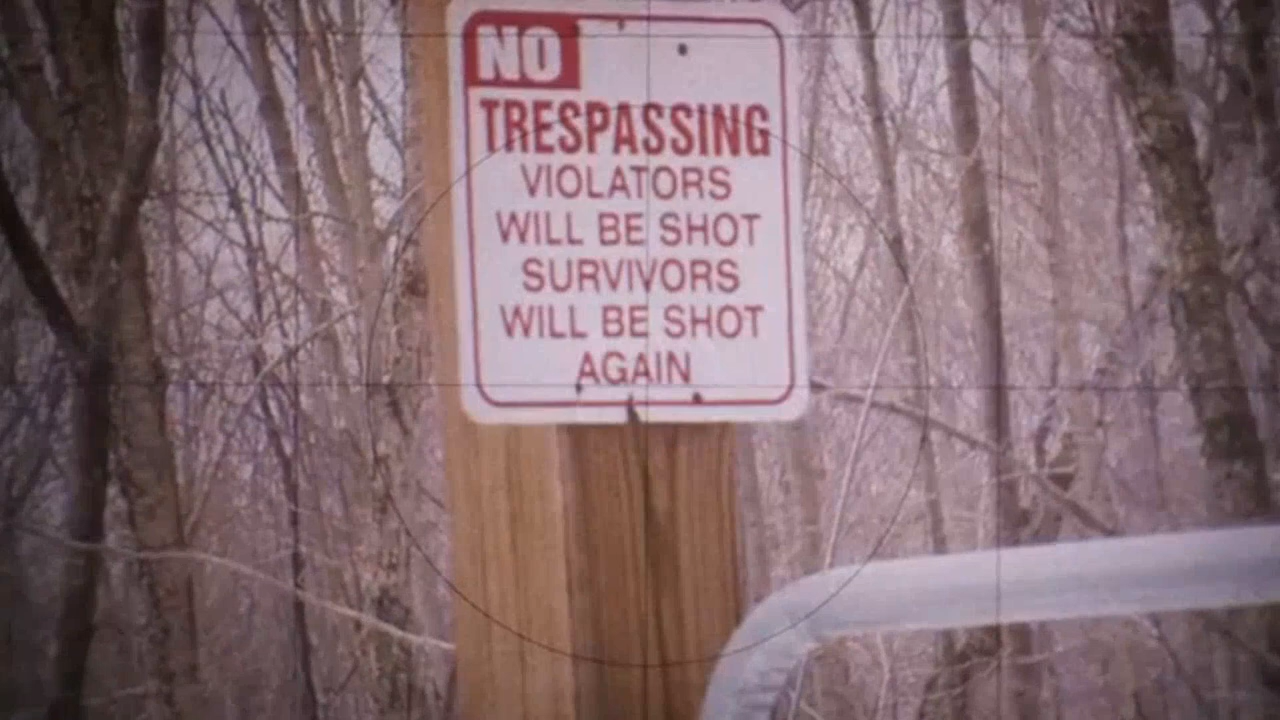 NO
TRESPASSING
VIOLATORS
WILL BE SHOT
SURVIVORS
WILL BE SHOT
AGAIN